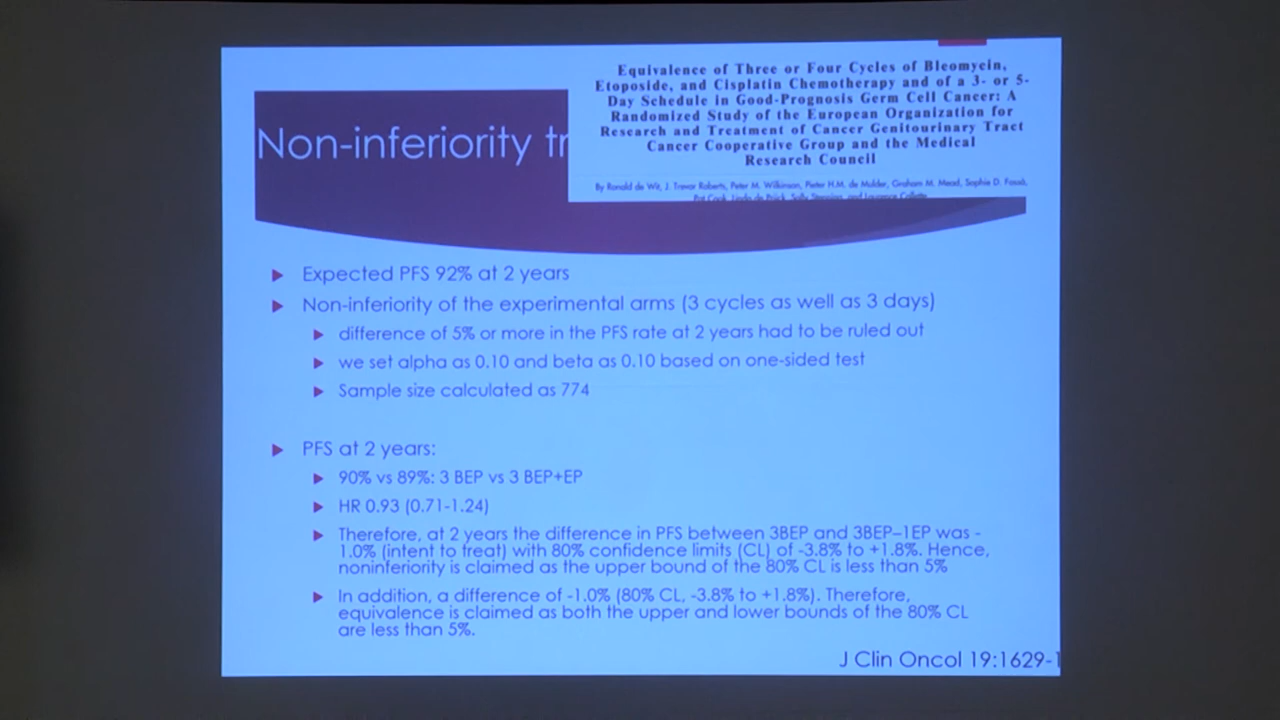 Equivalence of Three or Four Cycles of Bleomycin,
Etoposide, and Cisplatin Chemotherapy and of a 3- or 5-
Day Schedule in Good-Prognosis Germ Cell Cancer: A
Randomized Study of the European Organization for
Research and Treatment of Cancer Genitourinary Tract
Cancer Cooperative Group and the Medical
Research Council
By Ronald de Wit, J. Trevor Roberts, Peter M. Wilkinson, Pieter H.M. de Mulder, Graham M. Mead, Sophie D. Fosså,
Pat Cook, Linda de Prijck, Sally Stenning, and Laurence Collette
Non-inferiority tr
Expected PFS 92% at 2 years
Non-inferiority of the experimental arms (3 cycles as well as 3 days)
difference of 5% or more in the PFS rate at 2 years had to be ruled out
we set alpha as 0.10 and beta as 0.10 based on one-sided test
Sample size calculated as 774
PFS at 2 years:
90% vs 89%: 3 BEP vs 3 BEP+EP
HR 0.93 (0.71-1.24)
Therefore, at 2 years the difference in PFS between 3BEP and 3BEP–1EP was -
1.0% (intent to treat) with 80% confidence limits (CL) of -3.8% to +1.8%. Hence,
noninferiority is claimed as the upper bound of the 80% CL is less than 5%
In addition, a difference of -1.0% (80% CL, -3.8% to +1.8%). Therefore,
equivalence is claimed as both the upper and lower bounds of the 80% CL
are less than 5%.
J Clin Oncol 19:1629-1